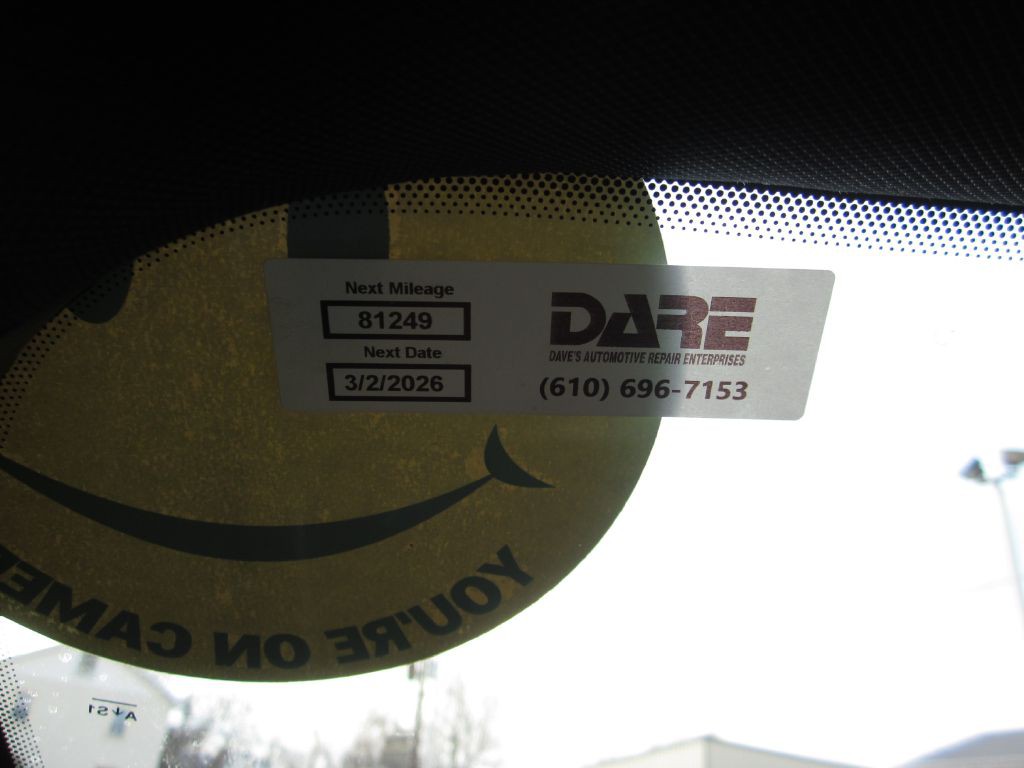 Next Mileage
81249
Next Date
3/2/2026
DARE
DAVE'S AUTOMOTIVE REPAIR ENTERPRISES
(610) 696-7153
YOU'RE ON CAME
A↓S1